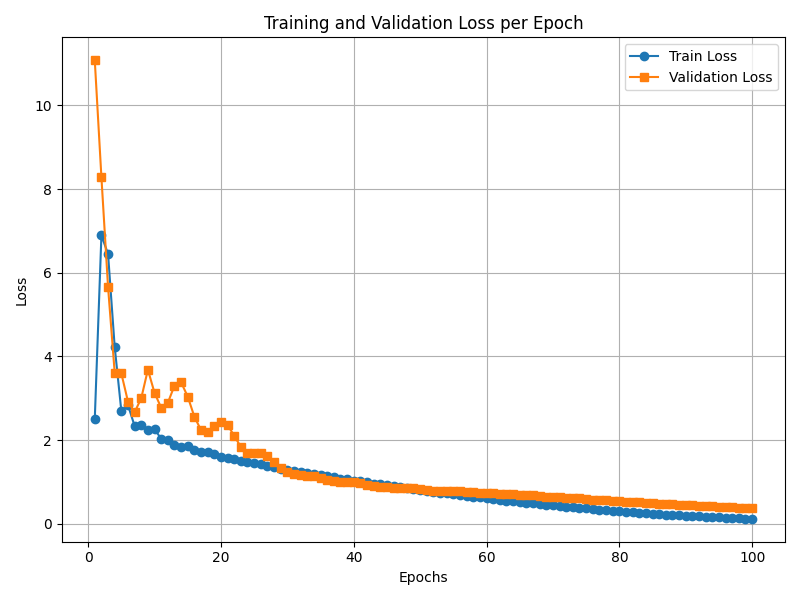 Training and Validation Loss per Epoch
Train Loss
Validation Loss
10
8
6
4
2
0
Loss
0 20 40 60 80 100
Epochs